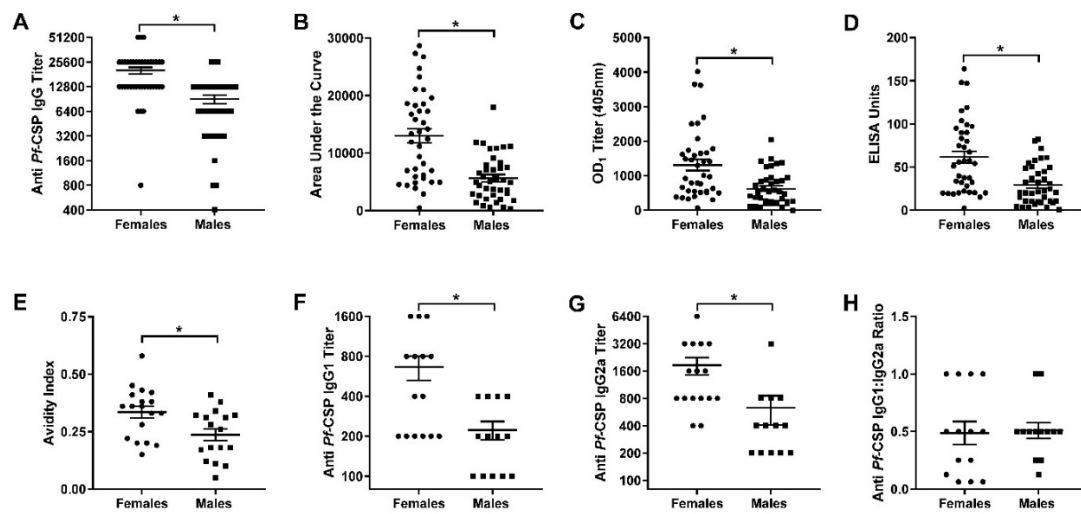 A
Anti Pf-CSP IgG Titer
51200
25600
12800
6400
3200
1600
800
400
*
Females Males
B
Area Under the Curve
30000
20000
10000
0
*
Females Males
C
OD1 Titer (405nm)
5000
4000
3000
2000
1000
0
*
Females Males
D
ELISA Units
200
150
100
50
0
*
Females Males
E
Avidity Index
0.75
0.50
0.25
0.00
*
Females Males
F
Anti Pf-CSP IgG1 Titer
1600
800
400
200
100
*
Females Males
G
Anti Pf-CSP IgG2a Titer
6400
3200
1600
800
400
200
100
*
Females Males
H
Anti Pf-CSP IgG1:IgG2a Ratio
1.5
1.0
0.5
0.0
Females Males